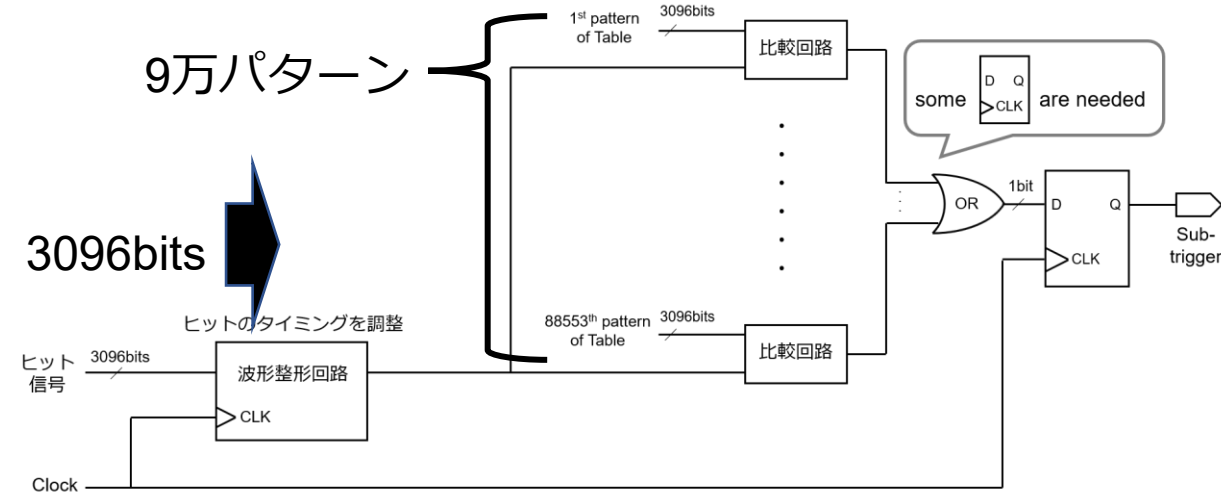 9万パターン
3096bits
1st pattern
of Table
3096bits
比較回路
some
D Q
CLK
are needed
88553th pattern
of Table
3096bits
比較回路
OR
1bit
D Q
CLK
Sub-
trigger
ヒットのタイミングを調整
ヒット
信号
3096bits
波形整形回路
CLK
Clock